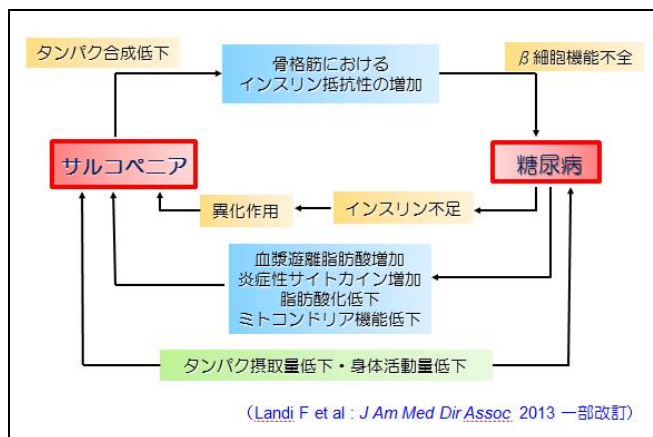 タンパク合成低下
骨格筋における
インスリン抵抗性の増加
β細胞機能不全
サルコペニア
糖尿病
異化作用
インスリン不足
血漿遊離脂肪酸増加
炎症性サイトカイン増加
脂肪酸化低下
ミトコンドリア機能低下
タンパク摂取量低下・身体活動量低下
（Landi F et al : J Am Med Dir Assoc 2013 一部改訂）